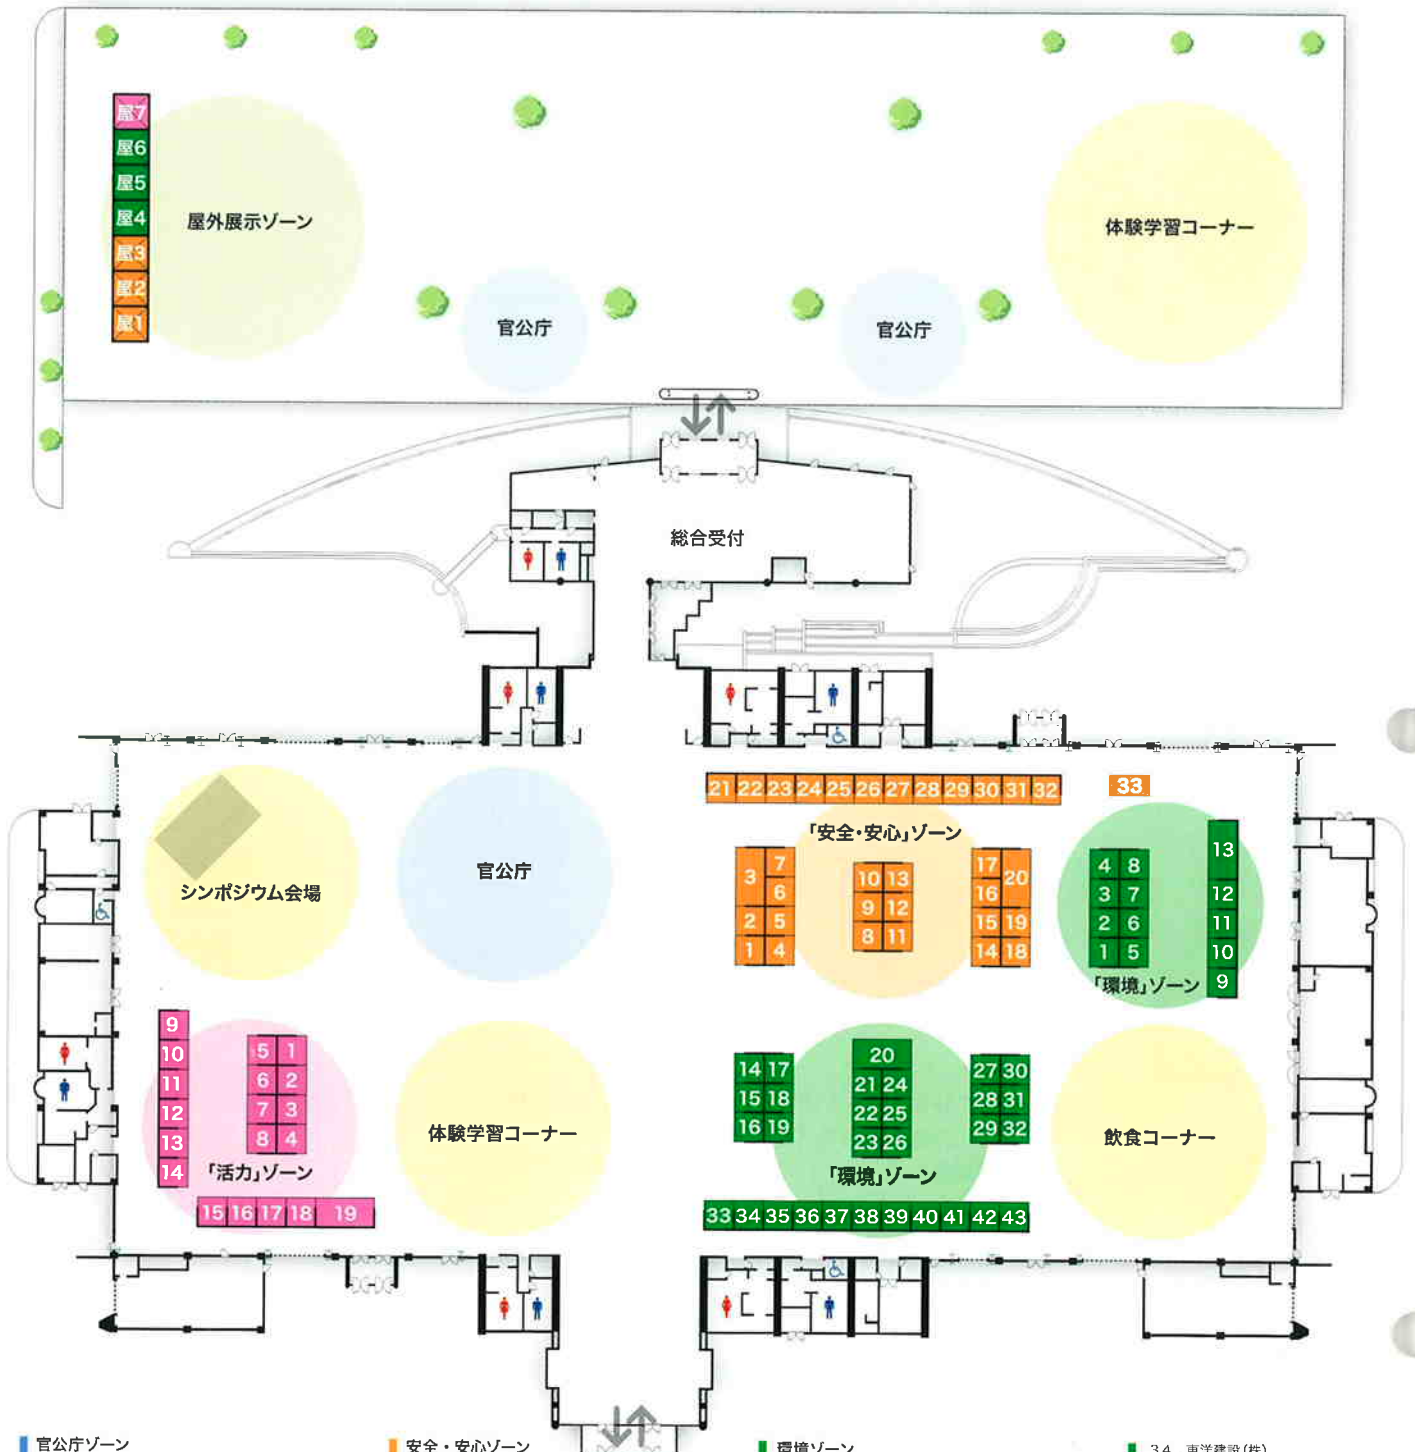 屋7
屋6
屋5
屋4
屋3
屋2
屋1
屋外展示ゾーン
体験学習コーナー
官公庁
官公庁
総合受付
21 22 23 24 25 26 27 28 29 30 31 32
33
「安全・安心」ゾーン
シンポジウム会場
官公庁
3 7
6
2 5
1 4
10 13
9 12
8 11
17 20
16
15 19
14 18
4 8
3 7
2 6
1 5
13
12
11
10
9
「環境」ゾーン
9
10
11
12
13
14
5 1
6 2
7 3
8 4
「活力」ゾーン
15 16 17 18 19
体験学習コーナー
14 17
15 18
16 19
20
21 24
22 25
23 26
27 30
28 31
29 32
「環境」ゾーン
飲食コーナー
33 34 35 36 37 38 39 40 41 42 43
官公庁ゾーン
安全・安心ゾーン
環境ゾーン
34 東洋建設(株)